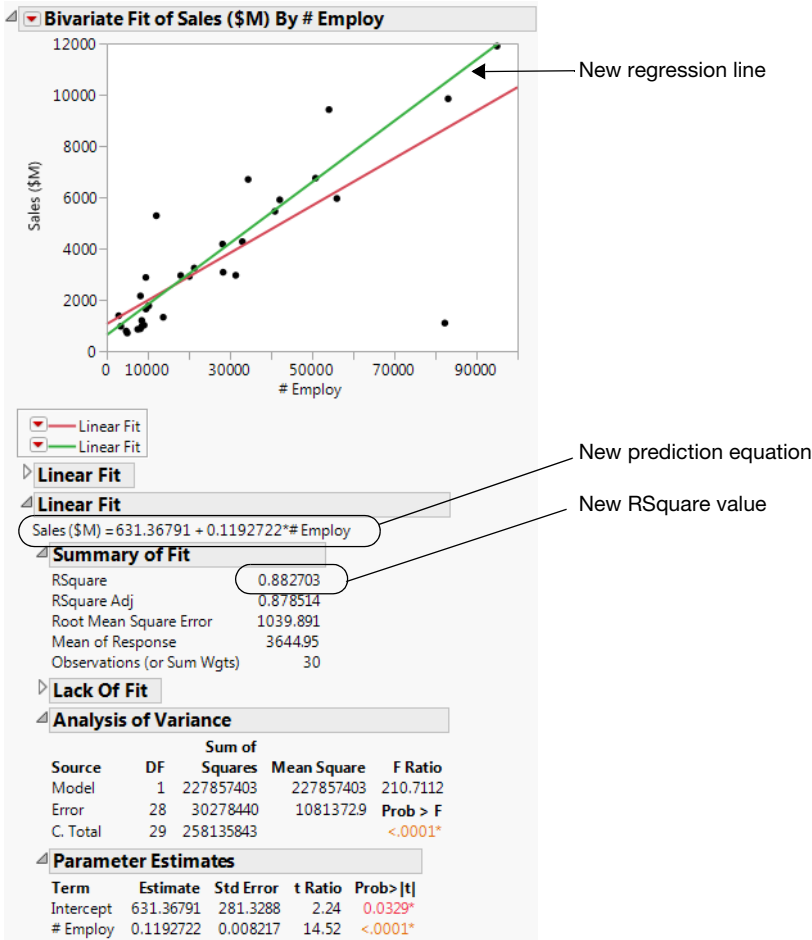 Bivariate Fit of Sales ($M) By # Employ
12000
10000
8000
6000
4000
2000
0
Sales ($M)
0 10000 30000 50000 70000 90000
# Employ
New regression line
Linear Fit
Linear Fit
New prediction equation
Linear Fit
New RSquare value
Linear Fit
Sales ($M) = 631.36791 + 0.1192722*# Employ
Summary of Fit
RSquare 0.882703
RSquare Adj 0.878514
Root Mean Square Error 1039.891
Mean of Response 3644.95
Observations (or Sum Wgts) 30
Lack Of Fit
Analysis of Variance
Sum of
Source DF Squares Mean Square F Ratio
Model 1 227857403 227857403 210.7112
Error 28 30278440 1081372.9 Prob > F
C. Total 29 258135843 <.0001*
Parameter Estimates
Term Estimate Std Error t Ratio Prob>|t|
Intercept 631.36791 281.3288 2.24 0.0329*
# Employ 0.1192722 0.008217 14.52 <.0001*